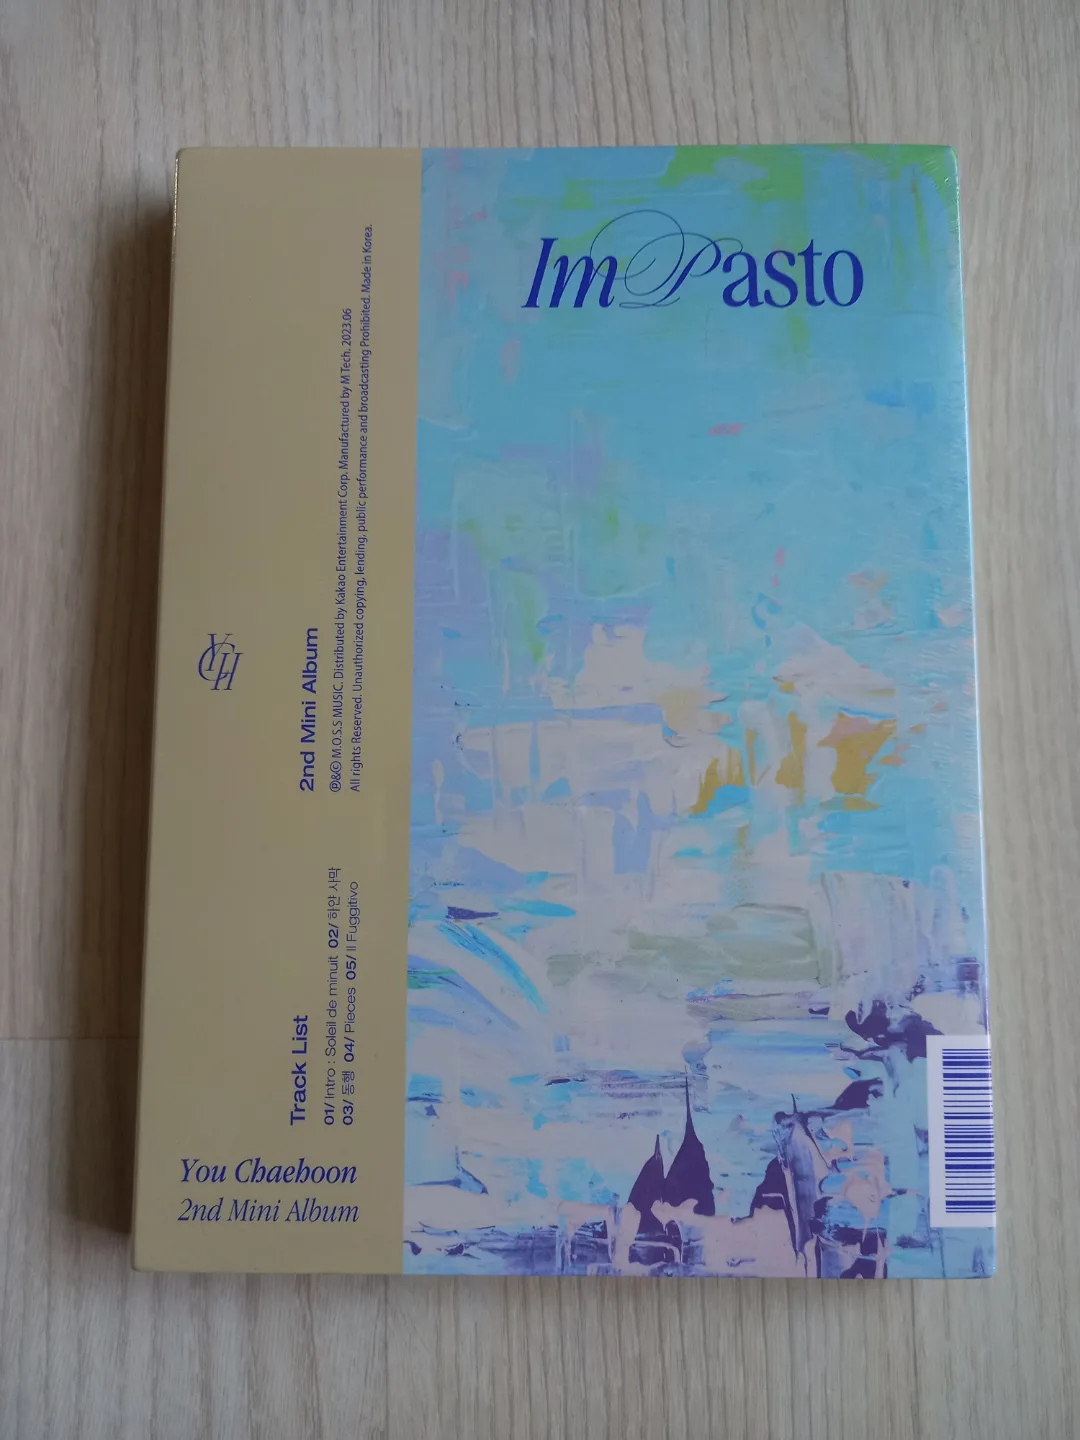 ImPasto
YCH
2nd Mini Album
℗&© M.O.S.S MUSIC. Distributed by Kakao Entertainment Corp. Manufactured by M Tech. 2023.06
All rights Reserved. Unauthorized copying, lending, public performance and broadcasting Prohibited. Made in Korea.
Track List
01/ Intro : Soleil de minuit 02/ 하얀 사막
03/ 동행 04/ Pieces 05/ Il Fuggitivo
You Chaehoon
2nd Mini Album